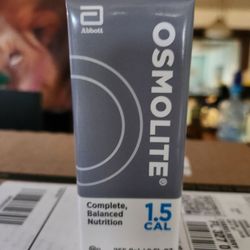 Abbott
OSMOLITE®
Complete,
Balanced
Nutrition
1.5
CAL